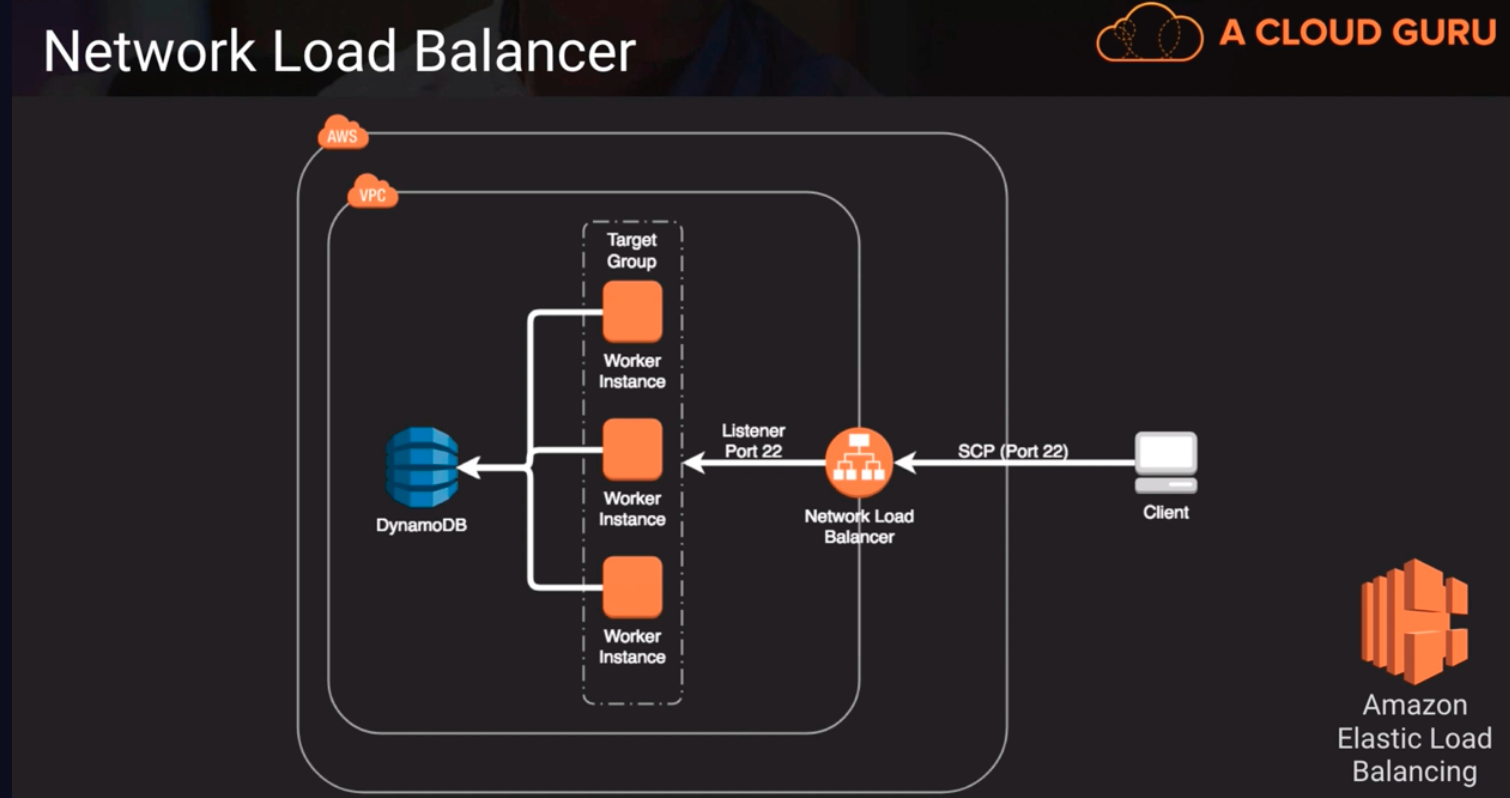 Network Load Balancer
A CLOUD GURU
AWS
VPC
Target
Group
Worker
Instance
Listener
Port 22
SCP (Port 22)
Worker
Instance
DynamoDB
Network Load
Balancer
Client
Worker
Instance
Amazon
Elastic Load
Balancing